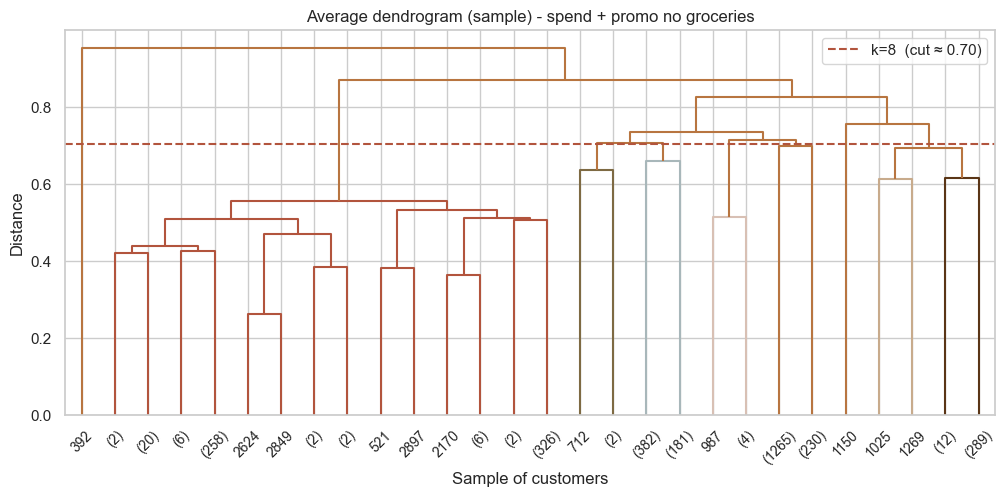 Average dendrogram (sample) - spend + promo no groceries
k=8 (cut ≈ 0.70)
Distance
0.8
0.6
0.4
0.2
0.0
392 (2) (20) (6) (258) 2624 2849 (2) (2) 521 2897 2170 (6) (2) (326) 712 (2) (382) (181) 987 (4) (1265) (230) 1150 1025 1269 (12) (289)
Sample of customers